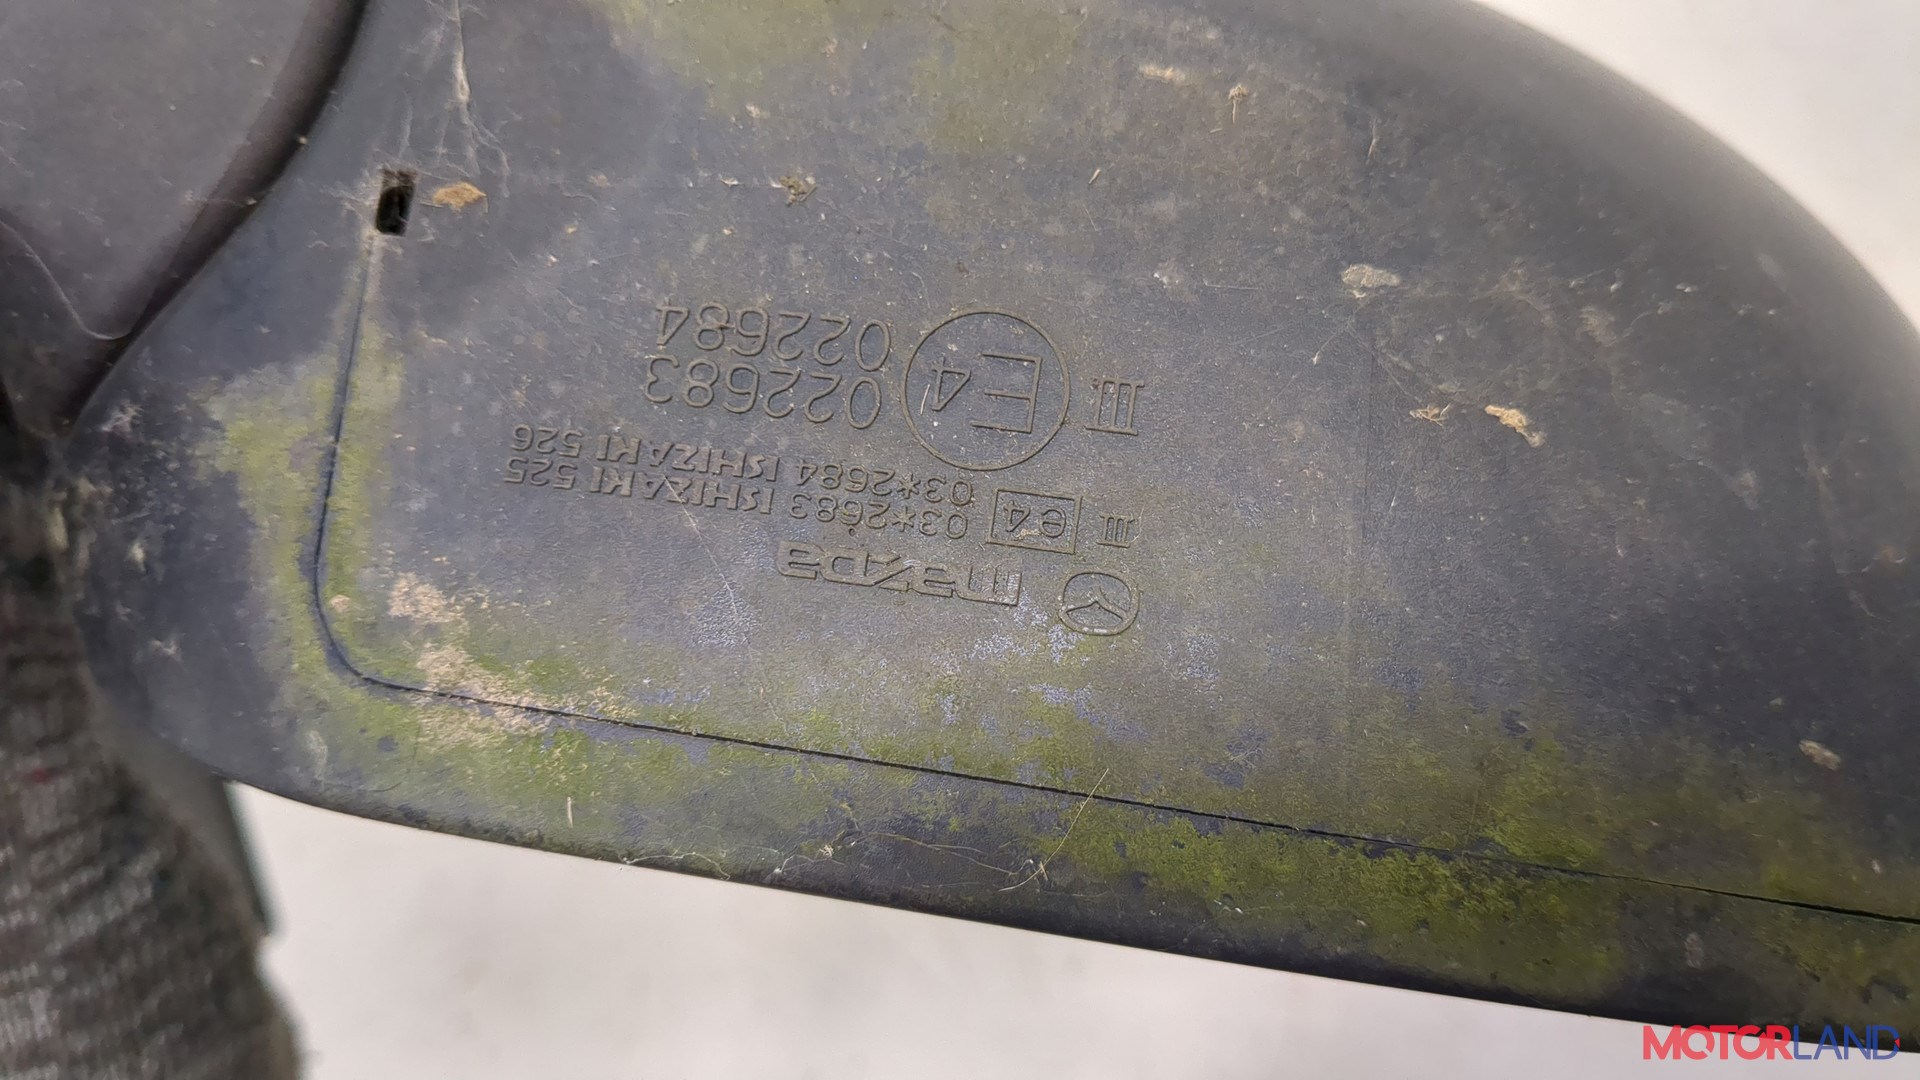 mazda
III e4 03*2683 ISHIZAKI 525
03*2684 ISHIZAKI 526
III E4 022683
022684
MOTORLAND